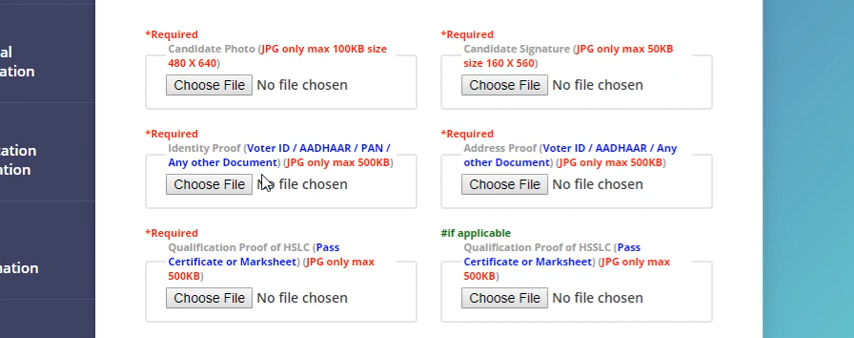 al
ation
ation
ation
nation
*Required
Candidate Photo (JPG only max 100KB size
480 X 640)
Choose File No file chosen
*Required
Candidate Signature (JPG only max 50KB
size 160 X 560)
Choose File No file chosen
*Required
Identity Proof (Voter ID / AADHAAR / PAN /
Any other Document) (JPG only max 500KB)
Choose File No file chosen
*Required
Address Proof (Voter ID / AADHAAR / Any
other Document) (JPG only max 500KB)
Choose File No file chosen
*Required
Qualification Proof of HSLC (Pass
Certificate or Marksheet) (JPG only max
500KB)
Choose File No file chosen
#if applicable
Qualification Proof of HSSLC (Pass
Certificate or Marksheet) (JPG only max
500KB)
Choose File No file chosen